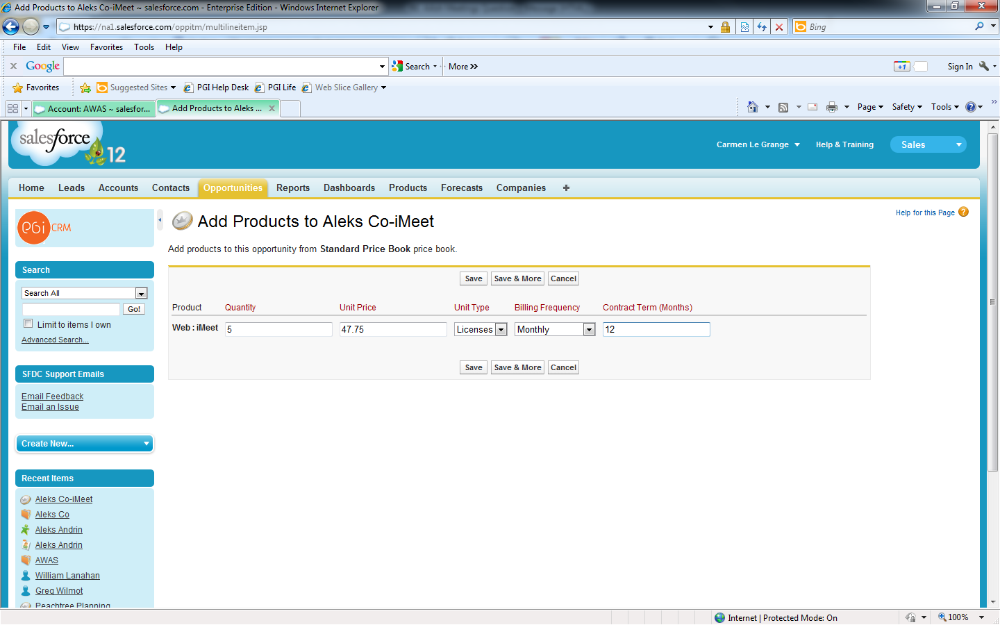 Add Products to Aleks Co-iMeet ~ salesforce.com - Enterprise Edition - Windows Internet Explorer
https://na1.salesforce.com/oppitm/multilineitem.jsp
Bing
File Edit View Favorites Tools Help
x Google Search More »
+1 Sign In
Favorites Suggested Sites PGI Help Desk PGI Life Web Slice Gallery
Account: AWAS ~ salesfor... Add Products to Aleks ... Page Safety Tools »
salesforce 12
Carmen Le Grange Help & Training Sales
Home Leads Accounts Contacts Opportunities Reports Dashboards Products Forecasts Companies +
PGi CRM
Help for this Page ?
Add Products to Aleks Co-iMeet
Add products to this opportunity from Standard Price Book price book.
Search
Search All
Go!
Limit to items I own
Advanced Search...
Save Save & More Cancel
Product Quantity Unit Price Unit Type Billing Frequency Contract Term (Months)
Web : iMeet 5 47.75 Licenses Monthly 12
Save Save & More Cancel
SFDC Support Emails
Email Feedback
Email an Issue
Create New...
Recent Items
Aleks Co-iMeet
Aleks Co
Aleks Andrin
Aleks Andrin
AWAS
William Lanahan
Greg Wilmot
Peachtree Planning
Internet | Protected Mode: On
100%